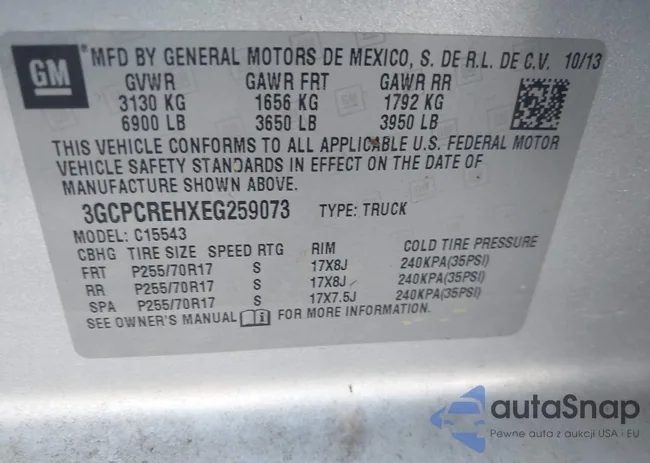 GM
MFD BY GENERAL MOTORS DE MEXICO, S. DE R.L. DE C.V. 10/13
GVWR GAWR FRT GAWR RR
3130 KG 1656 KG 1792 KG
6900 LB 3650 LB 3950 LB
THIS VEHICLE CONFORMS TO ALL APPLICABLE U.S. FEDERAL MOTOR
VEHICLE SAFETY STANDARDS IN EFFECT ON THE DATE OF
MANUFACTURE SHOWN ABOVE.
3GCPCREHXEG259073 TYPE: TRUCK
MODEL: C15543
CBHG TIRE SIZE SPEED RTG RIM COLD TIRE PRESSURE
FRT P255/70R17 S 17X8J 240KPA(35PSI)
RR P255/70R17 S 17X8J 240KPA(35PSI)
SPA P255/70R17 S 17X7.5J 240KPA(35PSI)
SEE OWNER'S MANUAL i FOR MORE INFORMATION.
autaSnap
Pewne auta z aukcji USA i EU